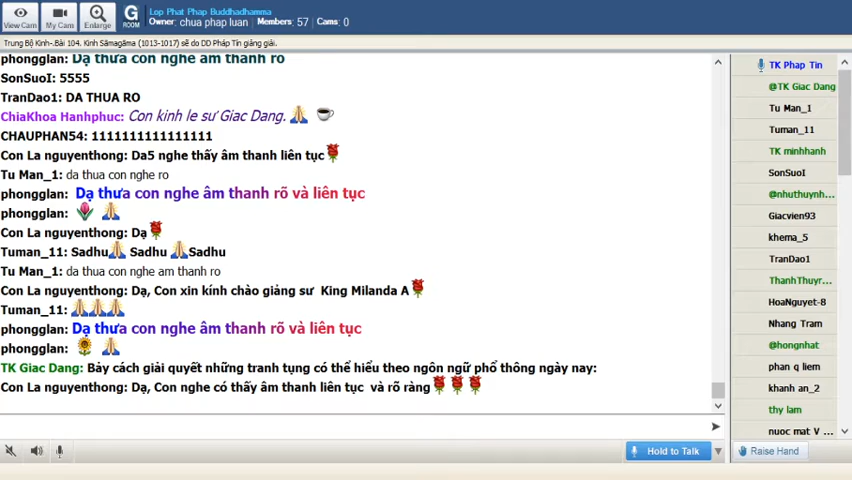 View Cam
My Cam
Enlarge
G
ROOM
Lop Phat Phap Buddhadhamma
Owner: chua phap luan Members: 57 Cams: 0
Trung Bộ Kinh-.Bài 104. Kinh Sāmagāma (1013-1017) sẽ do DD Pháp Tín giảng giải.
phongglan: Dạ thưa con nghe âm thanh rõ
SonSuoI: 5555
TranDao1: DA THUA RO
ChiaKhoa Hanhphuc: Con kinh le sư Giac Dang.
CHAUPHAN54: 1111111111111111
Con La nguyenthong: Da5 nghe thấy âm thanh liên tục
Tu Man_1: da thua con nghe ro
phongglan: Dạ thưa con nghe âm thanh rõ và liên tục
phongglan:
Con La nguyenthong: Dạ
Tuman_11: Sadhu Sadhu Sadhu
Tu Man_1: da thua con nghe am thanh ro
Con La nguyenthong: Dạ, Con xin kính chào giảng sư King Milanda A
Tuman_11:
phongglan: Dạ thưa con nghe âm thanh rõ và liên tục
phongglan:
TK Giac Dang: Bảy cách giải quyết những tranh tụng có thể hiểu theo ngôn ngữ phổ thông ngày nay:
Con La nguyenthong: Dạ, Con nghe có thấy âm thanh liên tục và rõ ràng
Hold to Talk
TK Phap Tin
@TK Giac Dang
Tu Man_1
Tuman_11
TK minhhanh
SonSuoI
@nhuthuynh...
Giacvien93
khema_5
TranDao1
ThanhThuyr...
HoaNguyet-8
Nhang Tram
@hongnhat
phan q liem
khanh an_2
thy lam
nuoc mat V ...
Raise Hand